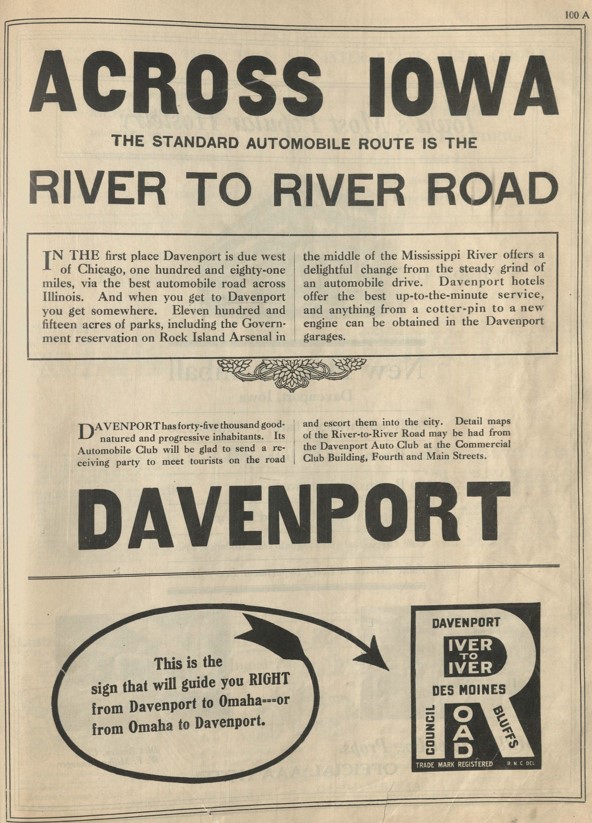 100 A
ACROSS IOWA
THE STANDARD AUTOMOBILE ROUTE IS THE
RIVER TO RIVER ROAD
IN THE first place Davenport is due west
of Chicago, one hundred and eighty-one
miles, via the best automobile road across
Illinois. And when you get to Davenport
you get somewhere. Eleven hundred and
fifteen acres of parks, including the Govern-
ment reservation on Rock Island Arsenal in
the middle of the Mississippi River offers a
delightful change from the steady grind of
an automobile drive. Davenport hotels
offer the best up-to-the-minute service,
and anything from a cotter-pin to a new
engine can be obtained in the Davenport
garages.
DAVENPORT has forty-five thousand good-
natured and progressive inhabitants. Its
Automobile Club will be glad to send a re-
ceiving party to meet tourists on the road
and escort them into the city. Detail maps
of the River-to-River Road may be had from
the Davenport Auto Club at the Commercial
Club Building, Fourth and Main Streets.
DAVENPORT
This is the
sign that will guide you RIGHT
from Davenport to Omaha---or
from Omaha to Davenport.
R
DAVENPORT
IVER
TO
IVER
DES MOINES
COUNCIL
OAD
BLUFFS
TRADE MARK REGISTERED
H N C DEL